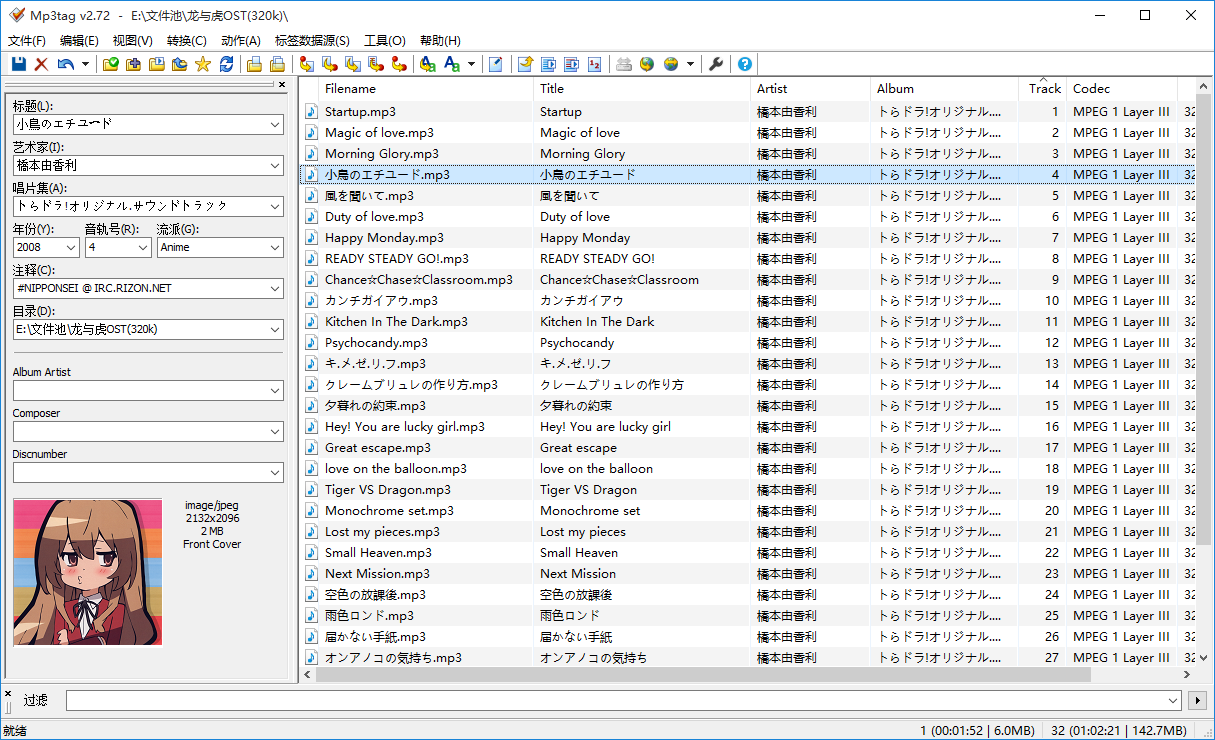 Mp3tag v2.72 - E:\文件池\龙与虎OST(320k)\
文件(F) 编辑(E) 视图(V) 转换(C) 动作(A) 标签数据源(S) 工具(O) 帮助(H)
标题(L):
小鳥のエチユード
艺术家(I):
橋本由香利
唱片集(A):
トらドラ!オリジナル.サウンドトラック
年份(Y): 音轨号(R): 流派(G):
2008 4 Anime
注释(C):
#NIPPONSEI @ IRC.RIZON.NET
目录(D):
E:\文件池\龙与虎OST(320k)
Album Artist
Composer
Discnumber
image/jpeg
2132x2096
2 MB
Front Cover
Filename Title Artist Album Track Codec
Startup.mp3 Startup 橋本由香利 トらドラ!オリジナル.... 1 MPEG 1 Layer III 32
Magic of love.mp3 Magic of love 橋本由香利 トらドラ!オリジナル.... 2 MPEG 1 Layer III 32
Morning Glory.mp3 Morning Glory 橋本由香利 トらドラ!オリジナル.... 3 MPEG 1 Layer III 32
小鳥のエチユード.mp3 小鳥のエチユード 橋本由香利 トらドラ!オリジナル.... 4 MPEG 1 Layer III 32
風を聞いて.mp3 風を聞いて 橋本由香利 トらドラ!オリジナル.... 5 MPEG 1 Layer III 32
Duty of love.mp3 Duty of love 橋本由香利 トらドラ!オリジナル.... 6 MPEG 1 Layer III 32
Happy Monday.mp3 Happy Monday 橋本由香利 トらドラ!オリジナル.... 7 MPEG 1 Layer III 32
READY STEADY GO!.mp3 READY STEADY GO! 橋本由香利 トらドラ!オリジナル.... 8 MPEG 1 Layer III 32
Chance☆Chase☆Classroom.mp3 Chance☆Chase☆Classroom 橋本由香利 トらドラ!オリジナル.... 9 MPEG 1 Layer III 32
カンチガイアウ.mp3 カンチガイアウ 橋本由香利 トらドラ!オリジナル.... 10 MPEG 1 Layer III 32
Kitchen In The Dark.mp3 Kitchen In The Dark 橋本由香利 トらドラ!オリジナル.... 11 MPEG 1 Layer III 32
Psychocandy.mp3 Psychocandy 橋本由香利 トらドラ!オリジナル.... 12 MPEG 1 Layer III 32
キ.メ.ゼ.リ.フ.mp3 キ.メ.ゼ.リ.フ 橋本由香利 トらドラ!オリジナル.... 13 MPEG 1 Layer III 32
クレームブリュレの作り方.mp3 クレームブリュレの作り方 橋本由香利 トらドラ!オリジナル.... 14 MPEG 1 Layer III 32
夕暮れの約束.mp3 夕暮れの約束 橋本由香利 トらドラ!オリジナル.... 15 MPEG 1 Layer III 32
Hey! You are lucky girl.mp3 Hey! You are lucky girl 橋本由香利 トらドラ!オリジナル.... 16 MPEG 1 Layer III 32
Great escape.mp3 Great escape 橋本由香利 トらドラ!オリジナル.... 17 MPEG 1 Layer III 32
love on the balloon.mp3 love on the balloon 橋本由香利 トらドラ!オリジナル.... 18 MPEG 1 Layer III 32
Tiger VS Dragon.mp3 Tiger VS Dragon 橋本由香利 トらドラ!オリジナル.... 19 MPEG 1 Layer III 32
Monochrome set.mp3 Monochrome set 橋本由香利 トらドラ!オリジナル.... 20 MPEG 1 Layer III 32
Lost my pieces.mp3 Lost my pieces 橋本由香利 トらドラ!オリジナル.... 21 MPEG 1 Layer III 32
Small Heaven.mp3 Small Heaven 橋本由香利 トらドラ!オリジナル.... 22 MPEG 1 Layer III 32
Next Mission.mp3 Next Mission 橋本由香利 トらドラ!オリジナル.... 23 MPEG 1 Layer III 32
空色の放課後.mp3 空色の放課後 橋本由香利 トらドラ!オリジナル.... 24 MPEG 1 Layer III 32
雨色ロンド.mp3 雨色ロンド 橋本由香利 トらドラ!オリジナル.... 25 MPEG 1 Layer III 32
届かない手紙.mp3 届かない手紙 橋本由香利 トらドラ!オリジナル.... 26 MPEG 1 Layer III 32
オンアノコの気持ち.mp3 オンアノコの気持ち 橋本由香利 トらドラ!オリジナル.... 27 MPEG 1 Layer III 32
过滤
就绪 1 (00:01:52 | 6.0MB) 32 (01:02:21 | 142.7MB)